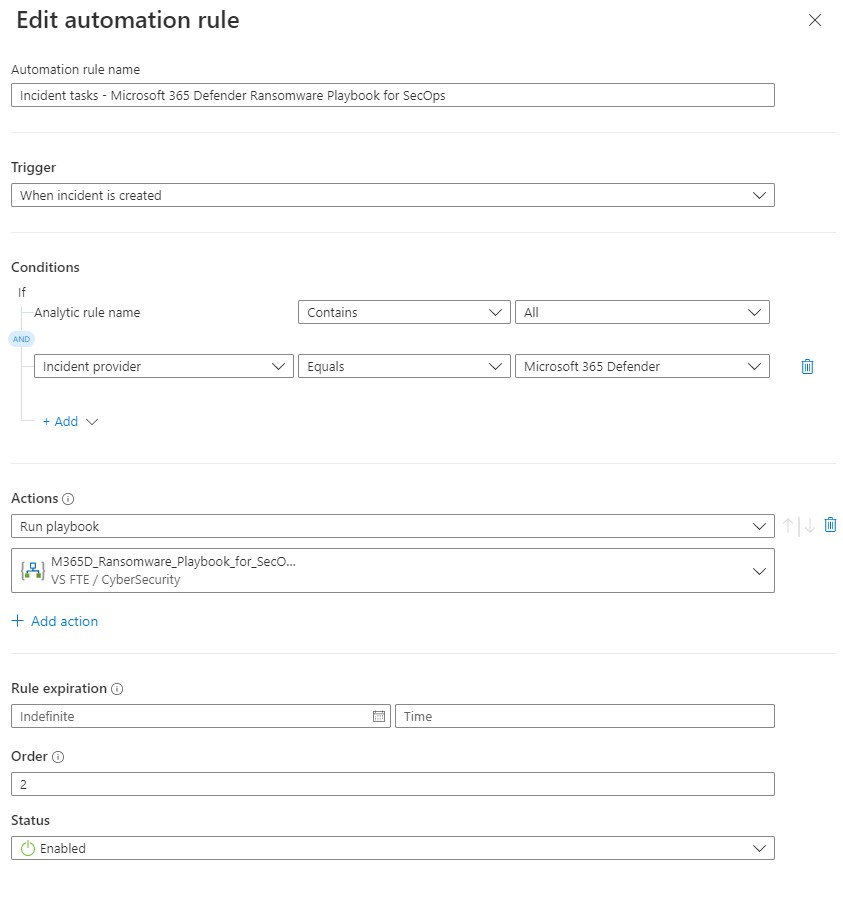 Edit automation rule
Automation rule name
Incident tasks - Microsoft 365 Defender Ransomware Playbook for SecOps
Trigger
When incident is created
Conditions
If
Analytic rule name Contains All
AND
Incident provider Equals Microsoft 365 Defender
+ Add
Actions
Run playbook
M365D_Ransomware_Playbook_for_SecO...
VS FTE / CyberSecurity
+ Add action
Rule expiration
Indefinite Time
Order
2
Status
Enabled